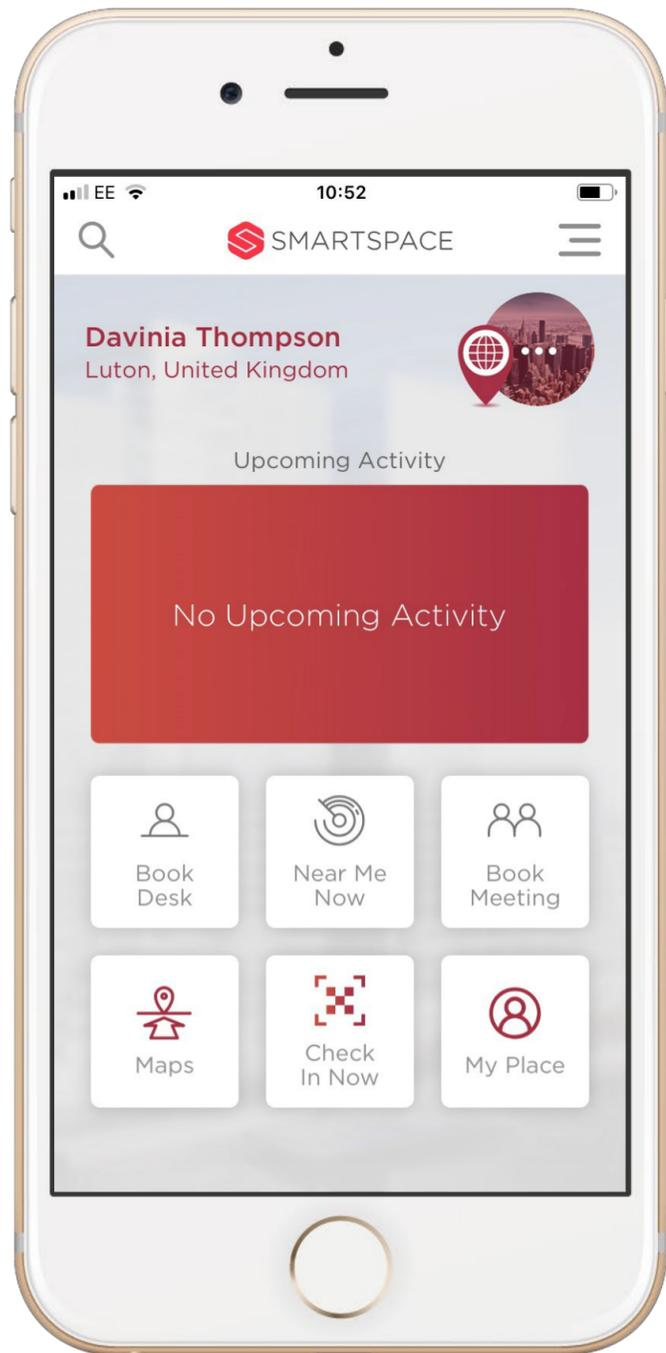 EE 10:52
SMARTSPACE
Davinia Thompson
Luton, United Kingdom
Upcoming Activity
No Upcoming Activity
Book
Desk
Near Me
Now
Book
Meeting
Maps
Check
In Now
My Place